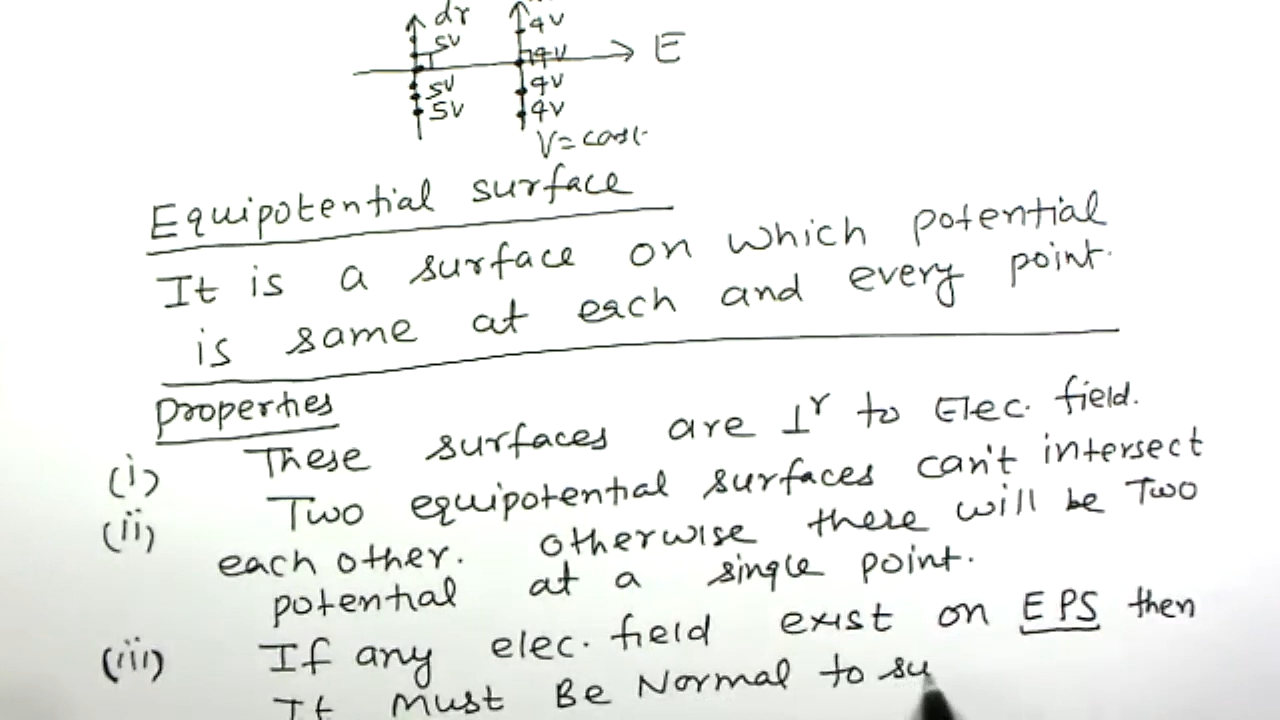 dr
5V
5V
5V
4V
4V
4V
4V
E
V = const
Equipotential surface
It is a surface on which potential
is same at each and every point.
Properties
(i) These surfaces are ⊥r to Elec. field.
(ii) Two equipotential surfaces can't intersect
each other. otherwise there will be Two
potential at a single point.
(iii) If any elec. field exist on EPS then
It Must Be Normal to su